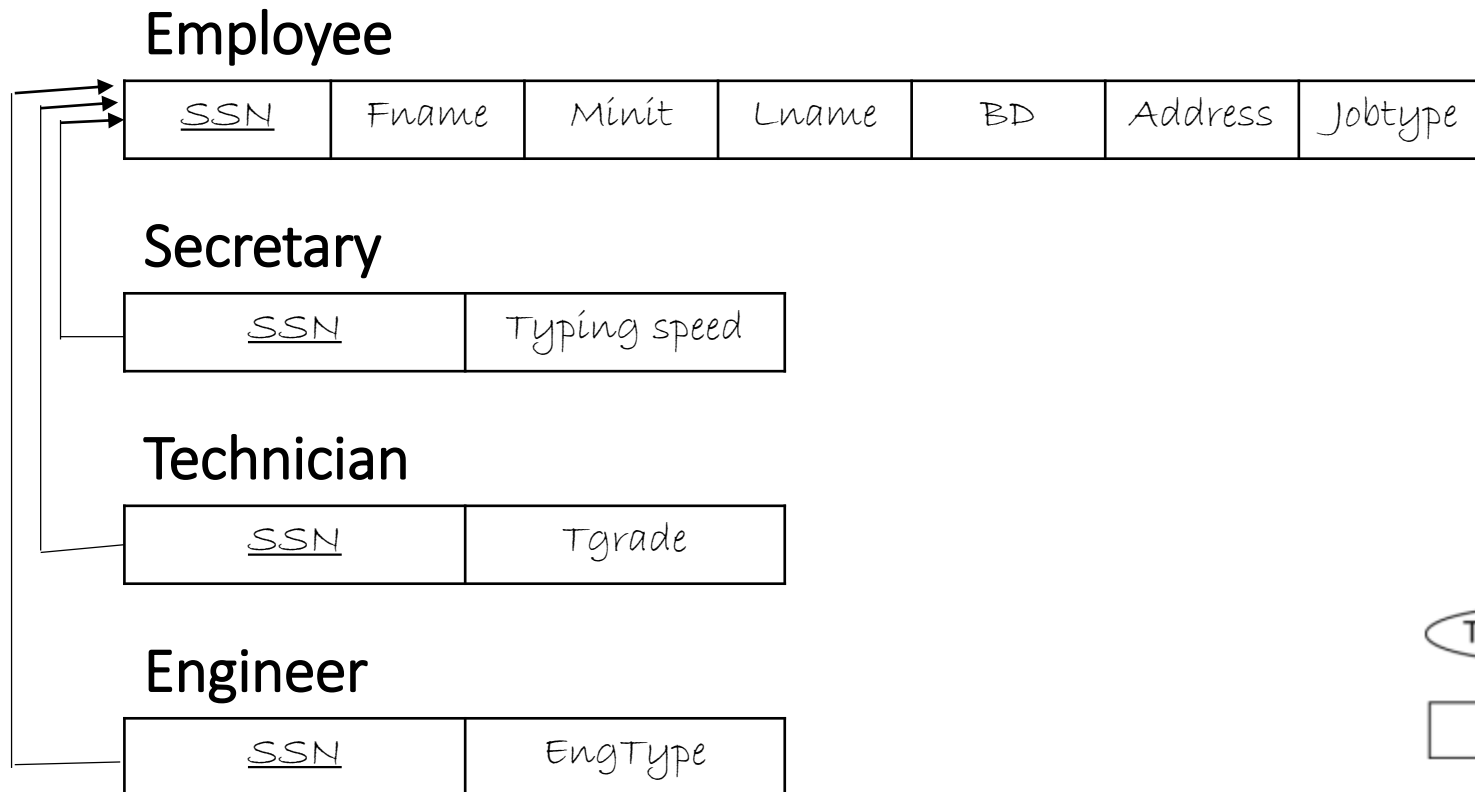 Employee
SSN Fname Minit Lname BD Address Jobtype
Secretary
SSN Typing speed
Technician
SSN Tgrade
Engineer
SSN EngType